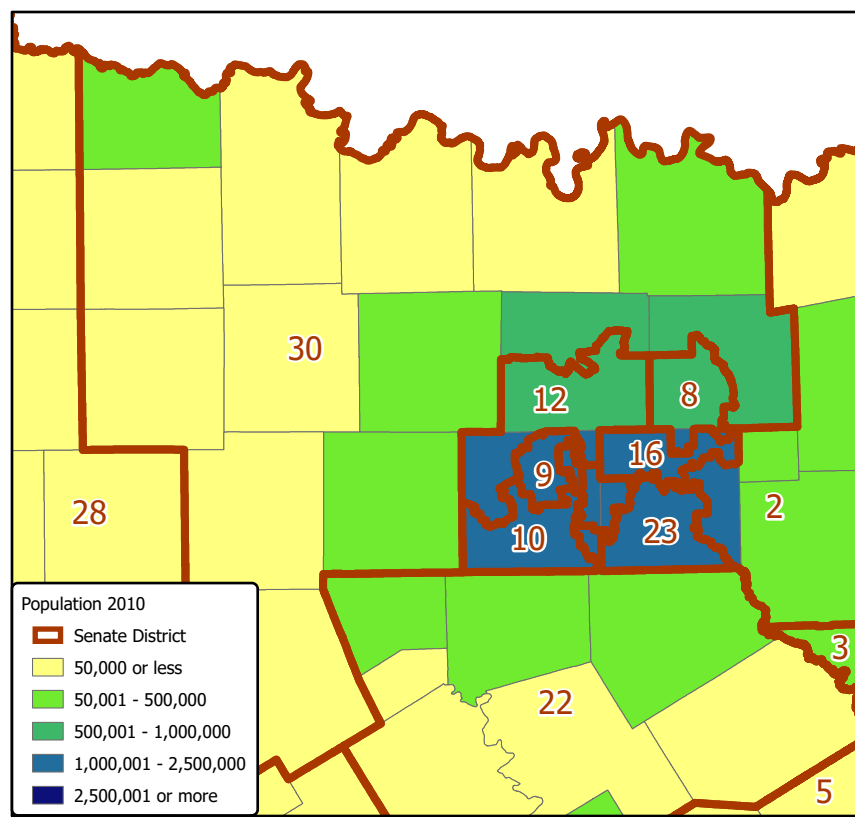 30
12
8
16
9
28
2
10
23
3
22
5
Population 2010
Senate District
50,000 or less
50,001 - 500,000
500,001 - 1,000,000
1,000,001 - 2,500,000
2,500,001 or more